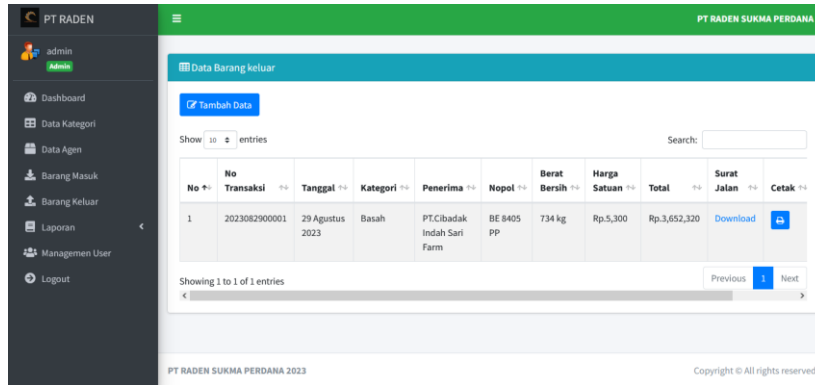 PT RADEN
PT RADEN SUKMA PERDANA
admin
Admin
Dashboard
Data Kategori
Data Agen
Barang Masuk
Barang Keluar
Laporan
Managemen User
Logout
Data Barang keluar
Tambah Data
Show 10 entries
Search:
No No Transaksi Tanggal Kategori Penerima Nopol Berat Bersih Harga Satuan Total Surat Jalan Cetak
1 2023082900001 29 Agustus 2023 Basah PT.Cibadak Indah Sari Farm BE 8405 PP 734 kg Rp.5,300 Rp.3,652,320 Download
Showing 1 to 1 of 1 entries
Previous 1 Next
PT RADEN SUKMA PERDANA 2023
Copyright © All rights reserved